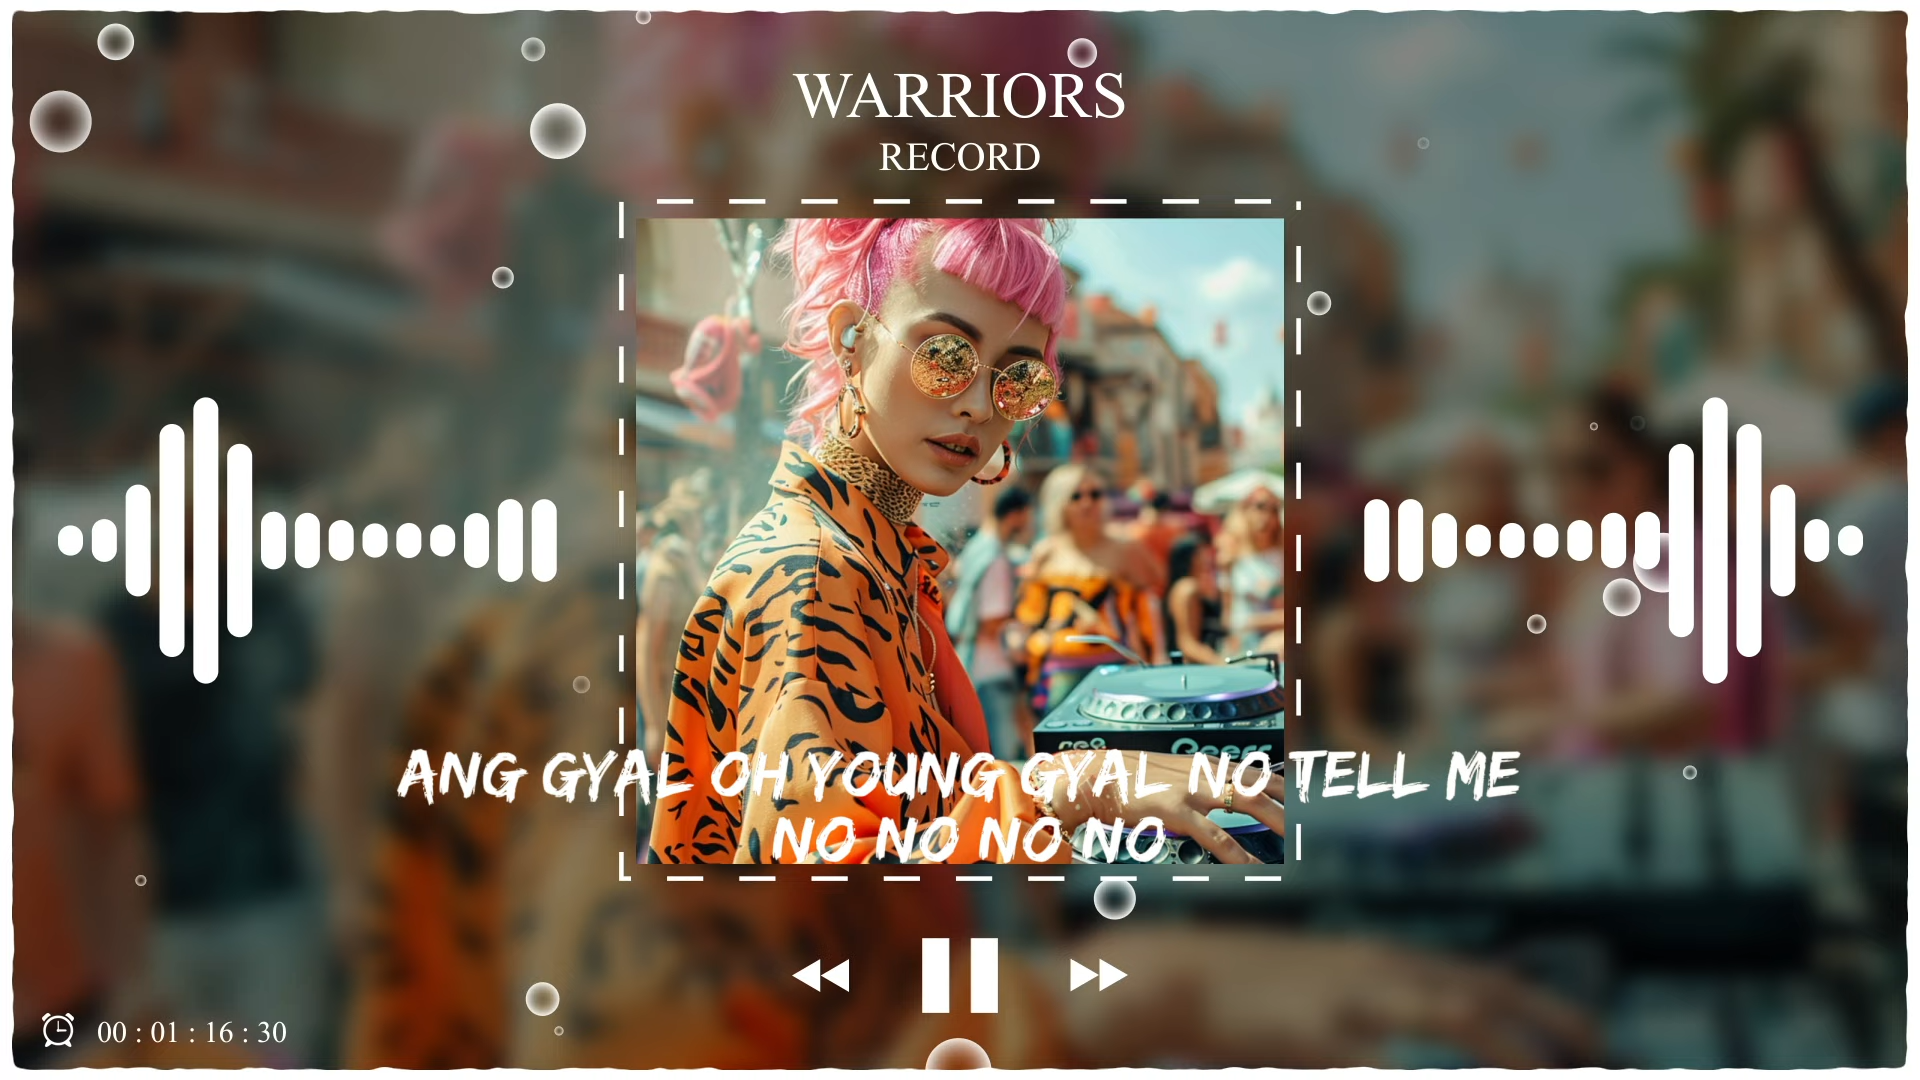 WARRIORS
RECORD
ANG GYAL OH YOUNG GYAL NO TELL ME
NO NO NO NO
00 : 01 : 16 : 30